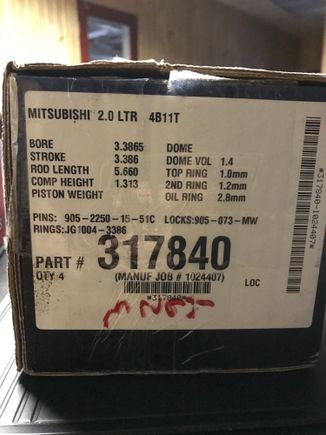 MITSUBISHI 2.0 LTR 4B11T
BORE 3.3865 DOME
STROKE 3.386 DOME VOL 1.4
ROD LENGTH 5.660 TOP RING 1.0mm
COMP HEIGHT 1.313 2ND RING 1.2mm
PISTON WEIGHT OIL RING 2.8mm
PINS: 905-2250-15-51C LOCKS:905-073-MW
RINGS:JG1004-3386
PART # 317840
QTY 4 (MANUF JOB # 1024407) LOC
*317840*
*317840-1024407*